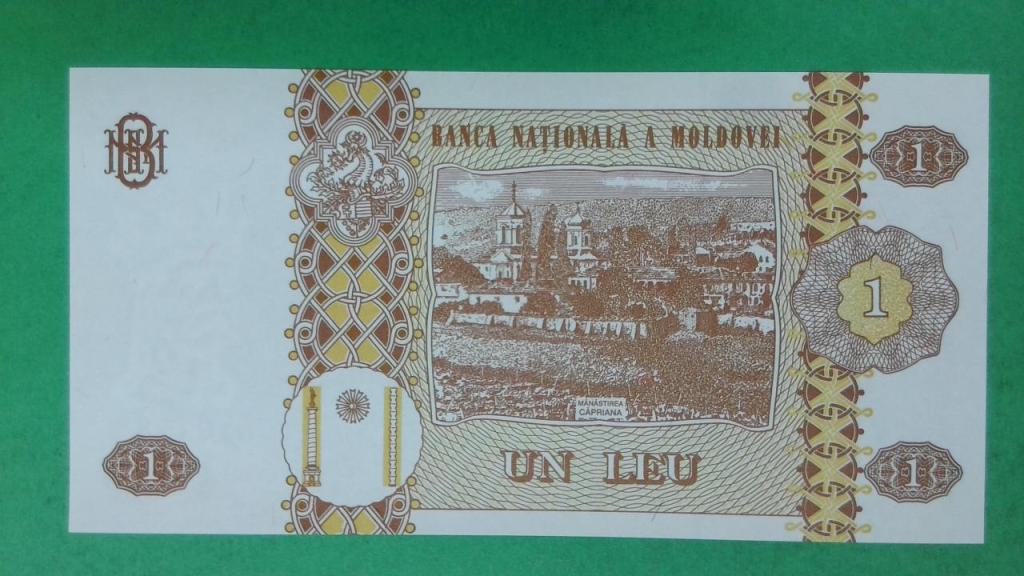 BANCA NAȚIONALĂ A MOLDOVEI
1
1
MĂNĂSTIREA
CĂPRIANA
UN LEU
1
1